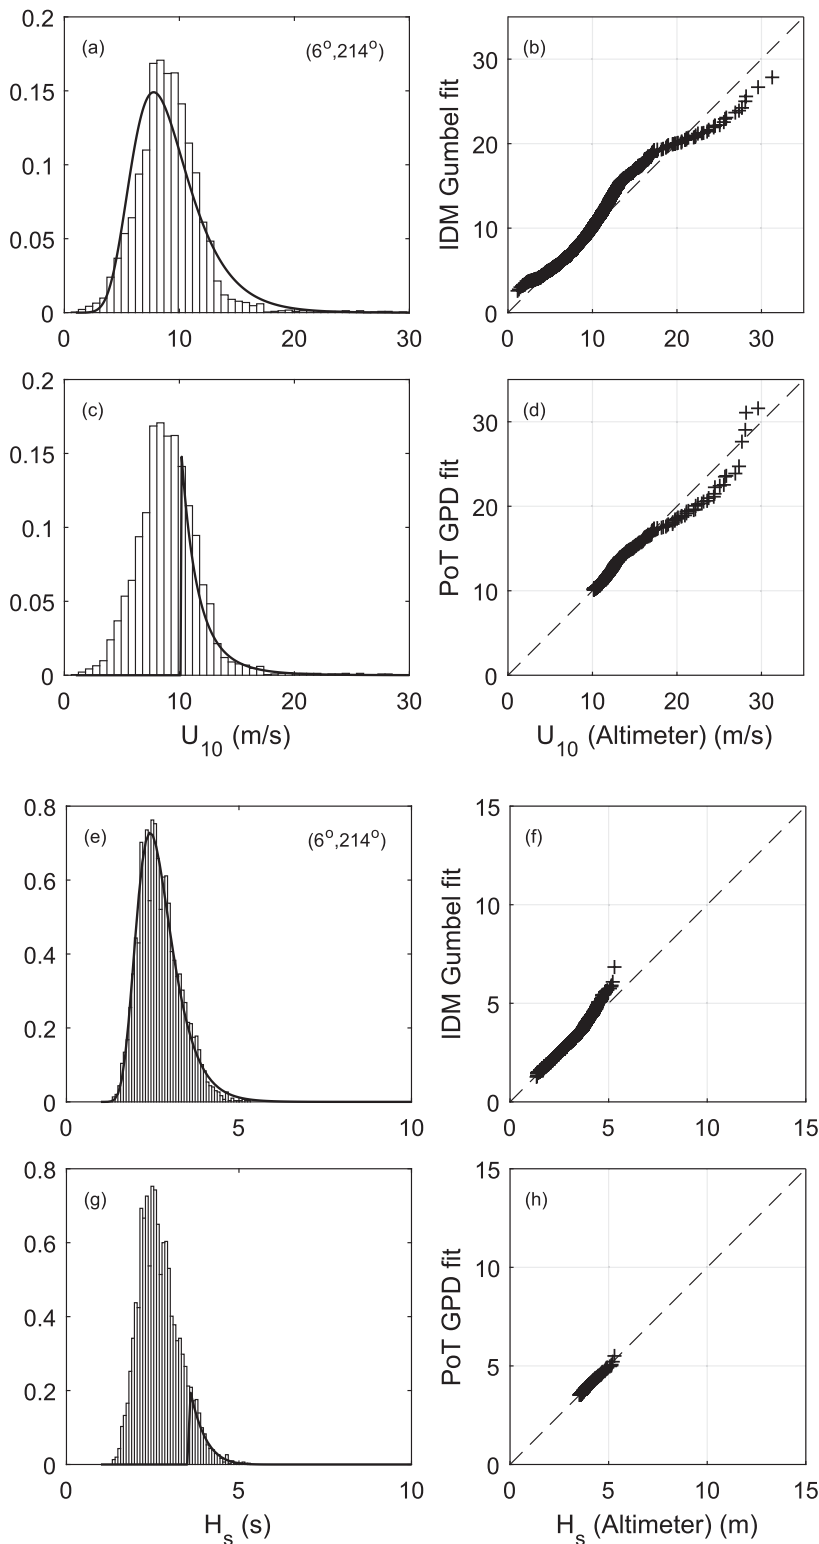 (a) (6°,214°)
0.2
0.15
0.1
0.05
0
0 10 20 30
(b)
IDM Gumbel fit
30
20
10
0
0 10 20 30
(c)
0.2
0.15
0.1
0.05
0
0 10 20 30
U10 (m/s)
(d)
PoT GPD fit
30
20
10
0
0 10 20 30
U10 (Altimeter) (m/s)
(e) (6°,214°)
0.8
0.6
0.4
0.2
0
0 5 10
(f)
IDM Gumbel fit
15
10
5
0
0 5 10 15
(g)
0.8
0.6
0.4
0.2
0
0 5 10
Hs (s)
(h)
PoT GPD fit
15
10
5
0
0 5 10 15
Hs (Altimeter) (m)